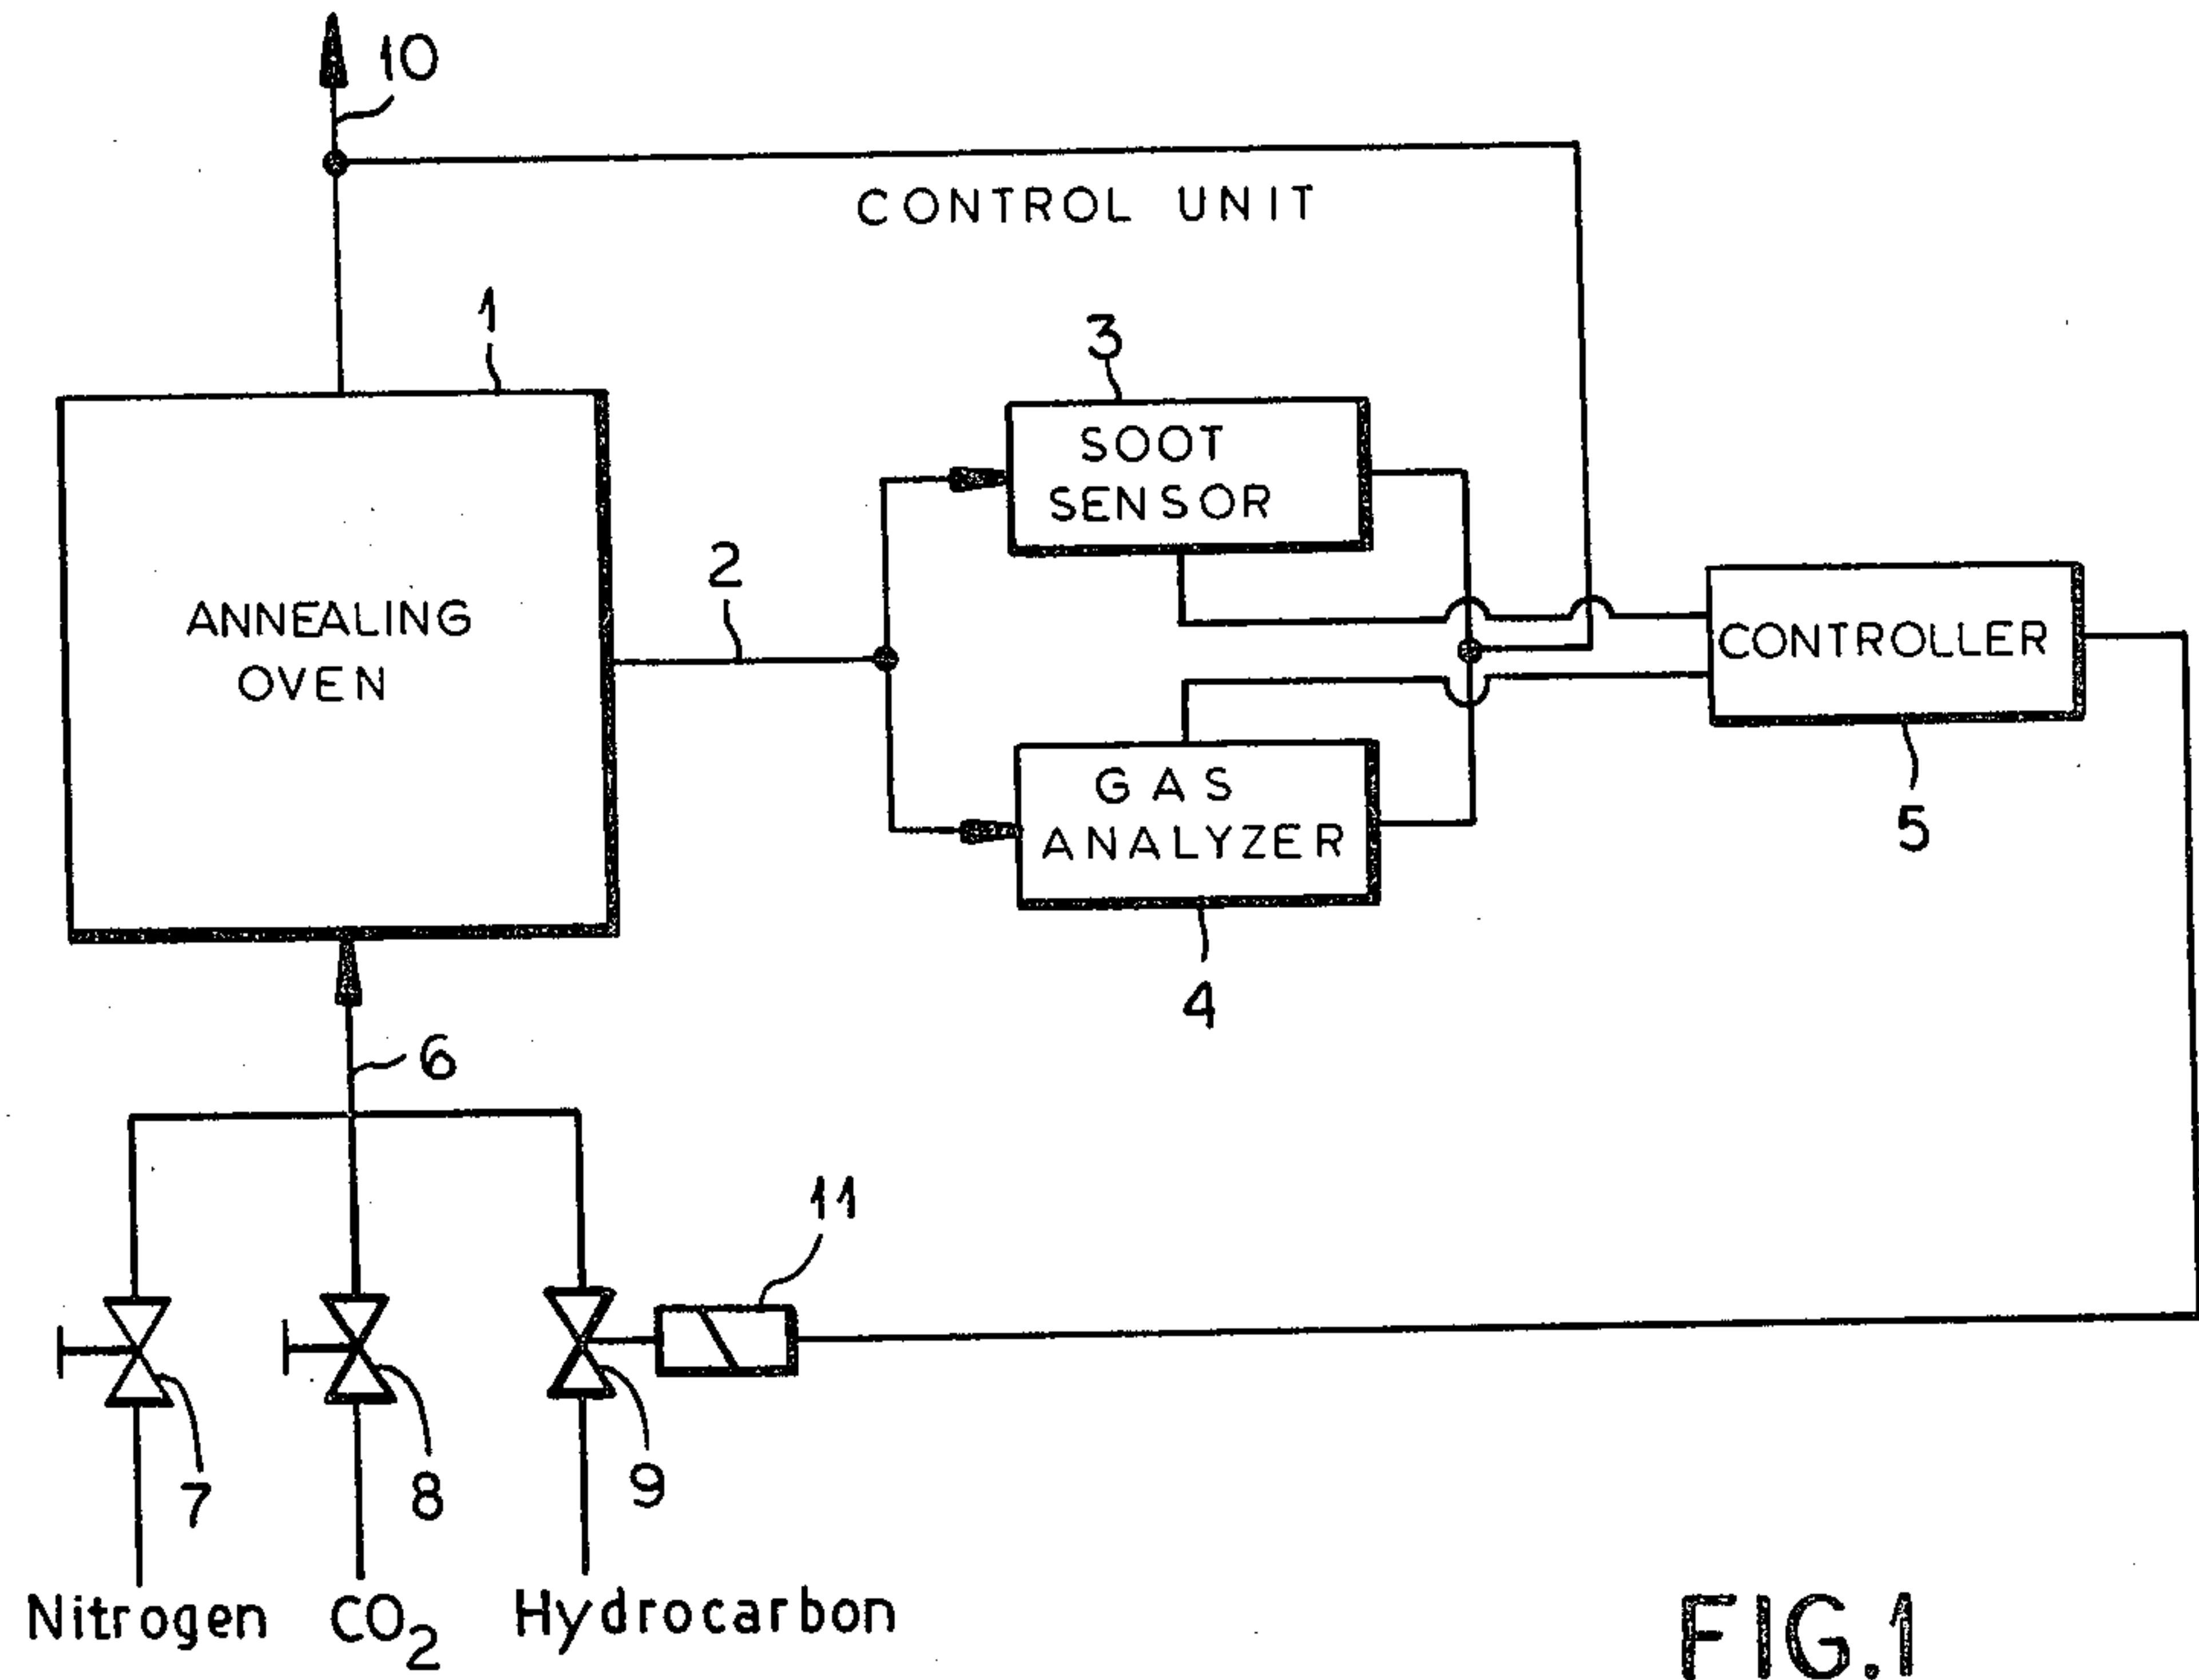 10
CONTROL UNIT
1
3
SOOT
SENSOR
2
ANNEALING
OVEN
CONTROLLER
GAS
ANALYZER
5
4
6
11
7
8
9
Nitrogen
CO₂
Hydrocarbon
FIG.1